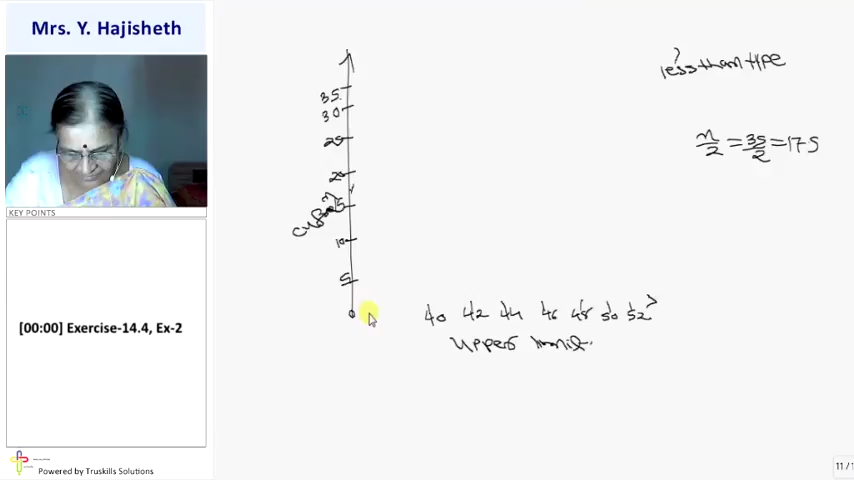 Mrs. Y. Hajisheth
KEY POINTS
[00:00] Exercise-14.4, Ex-2
Powered by Truskills Solutions
less than type
n/2 = 35/2 = 175
35
30
25
20
15
10
5
0
40 42 44 46 48 50 52
upper limit
11/1